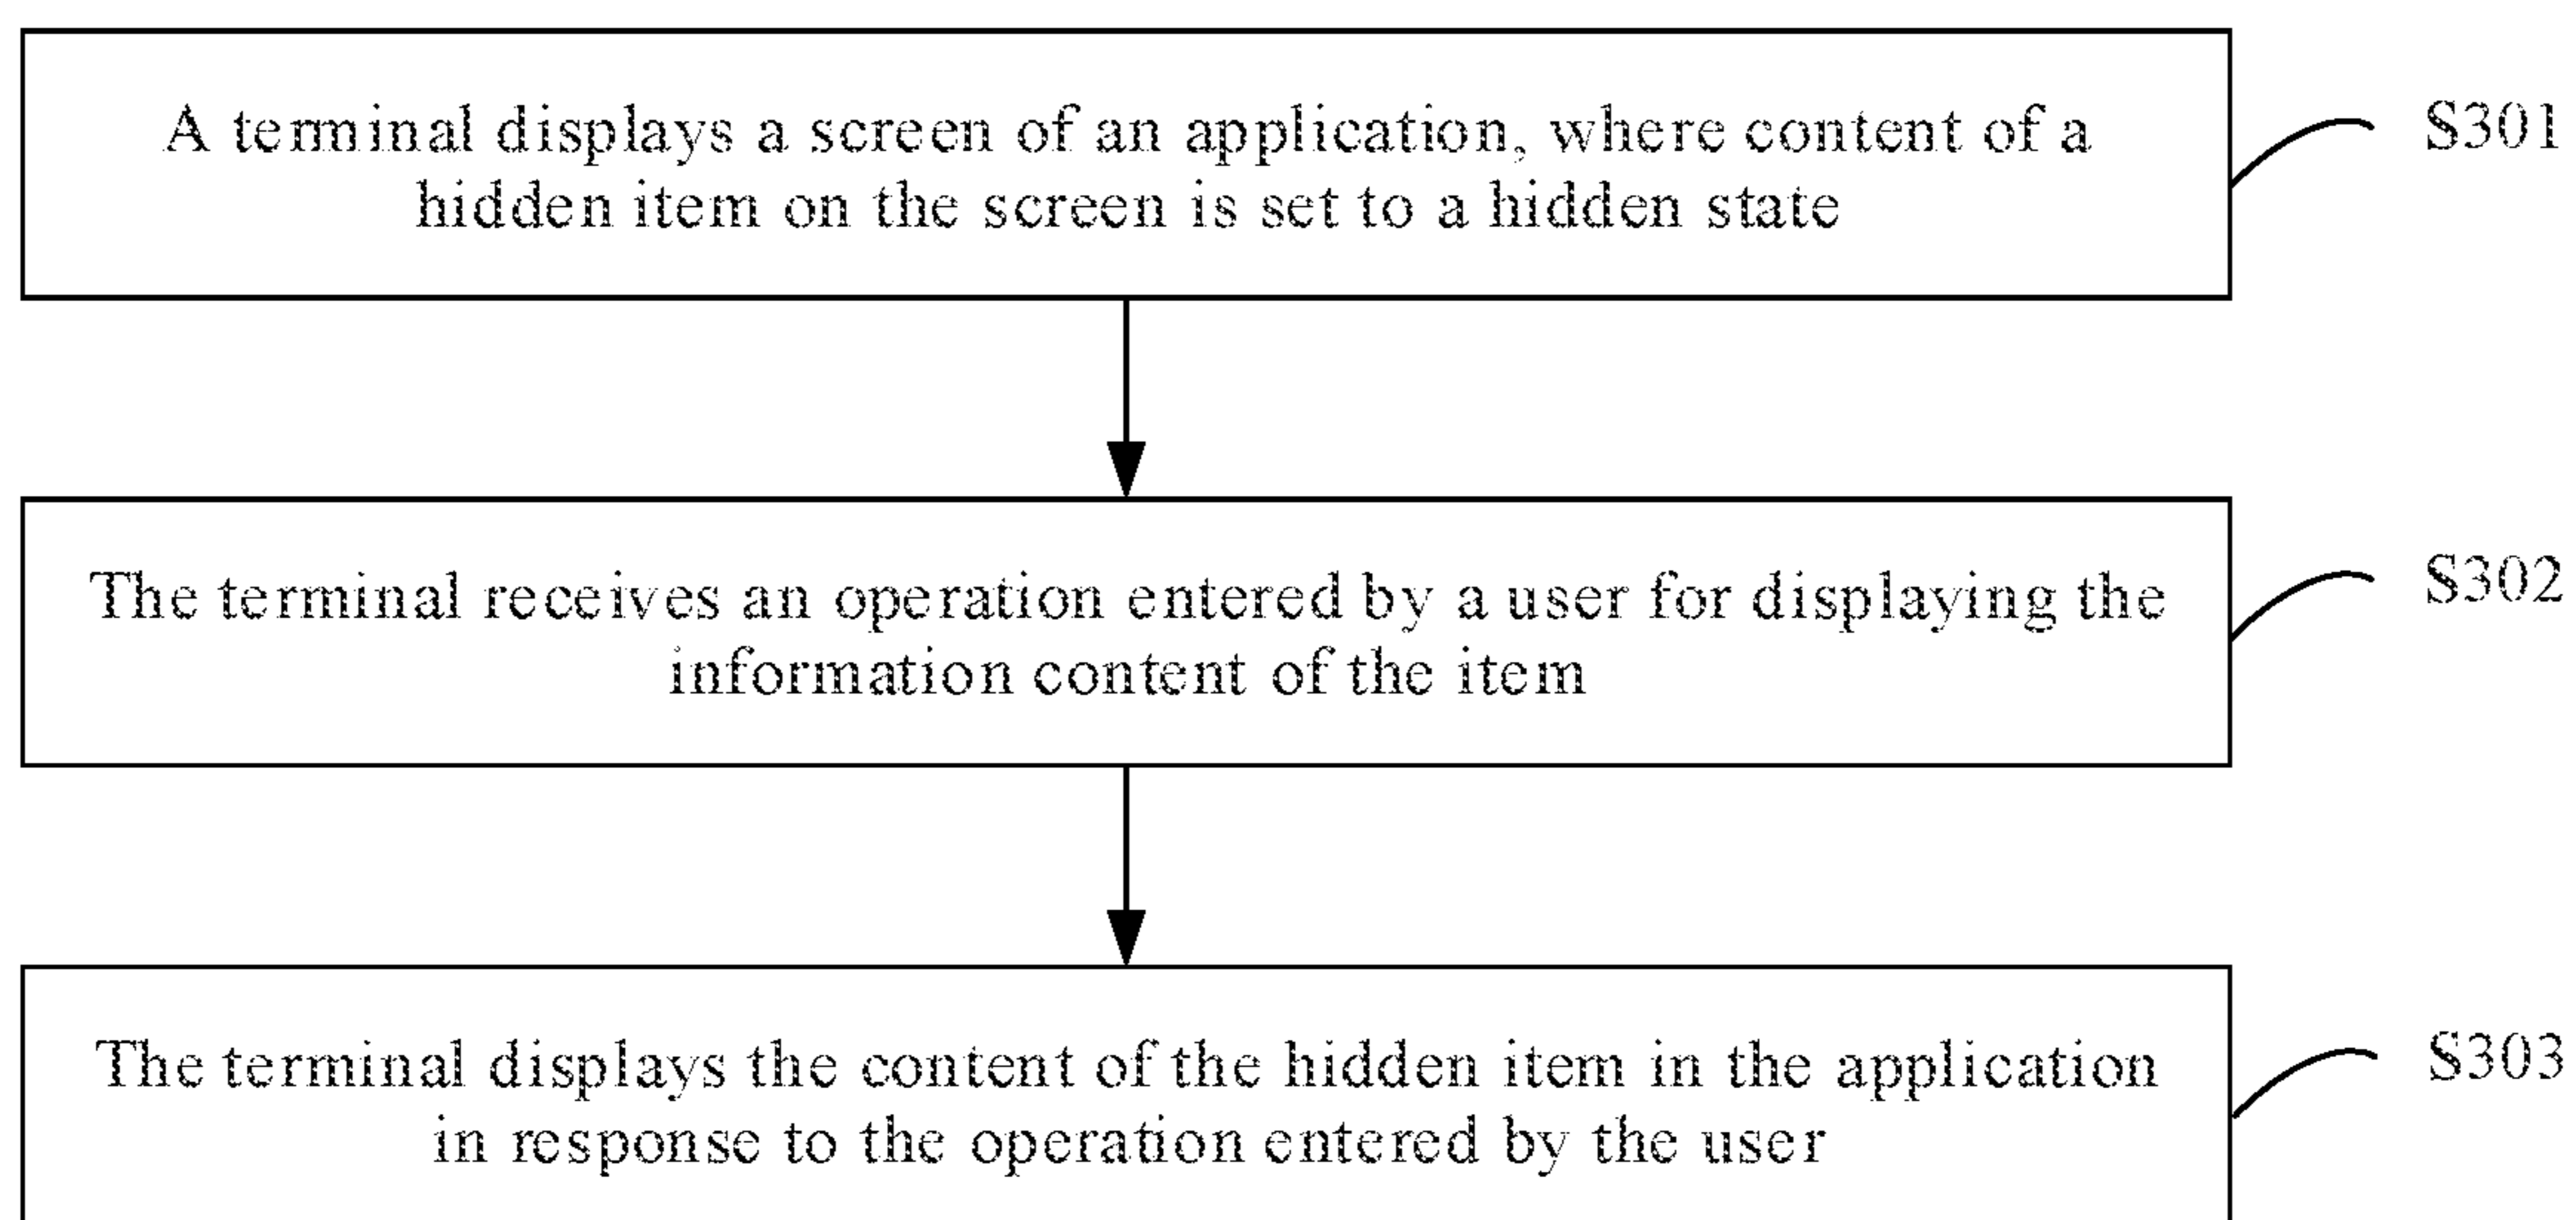 A terminal displays a screen of an application, where content of a
hidden item on the screen is set to a hidden state
S301
The terminal receives an operation entered by a user for displaying the
information content of the item
S302
The terminal displays the content of the hidden item in the application
in response to the operation entered by the user
S303